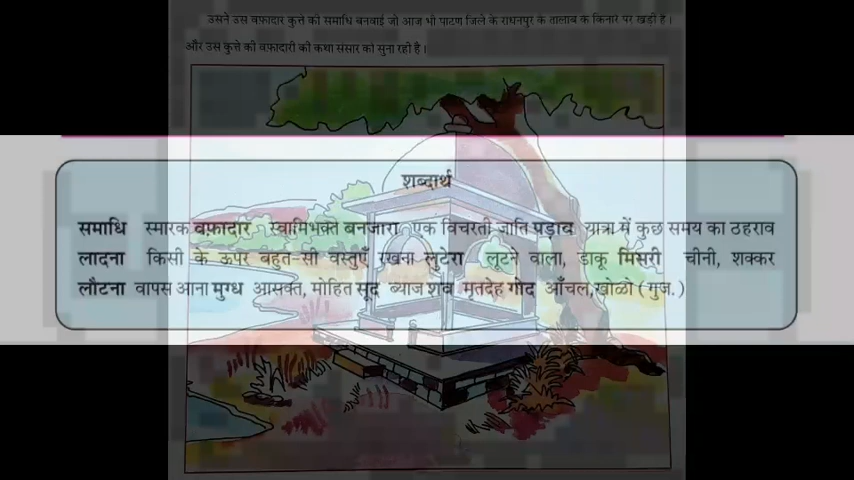 उसने उस वफ़ादार कुत्ते की समाधि बनवाई जो आज भी पाटण जिले के राधनपुर के तालाब के किनारे पर खड़ी है।
और उस कुत्ते की वफ़ादारी की कथा संसार को सुना रही है।
शब्दार्थ
समाधि स्मारक वफ़ादार स्वामिभक्त बनजारा एक विचरती जाति पड़ाव यात्रा में कुछ समय का ठहराव
लादना किसी के ऊपर बहुत-सी वस्तुएँ रखना लुटेरा लूटने वाला, डाकू मिसरी चीनी, शक्कर
लौटना वापस आना मुग्ध आसक्त, मोहित सूद ब्याज शव मृतदेह गोद आँचल,खोळो (गुज.)